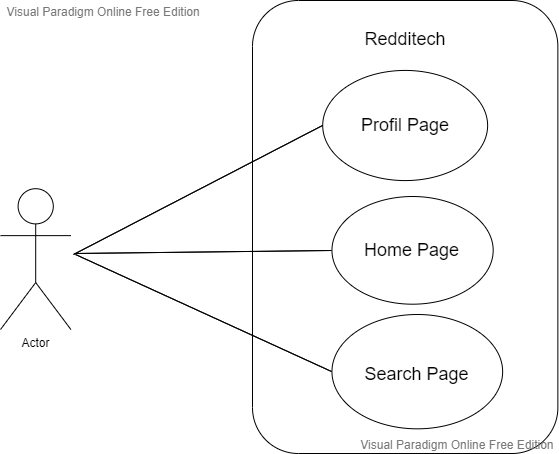 Visual Paradigm Online Free Edition
Redditech
Profil Page
Home Page
Actor
Search Page
Visual Paradigm Online Free Edition